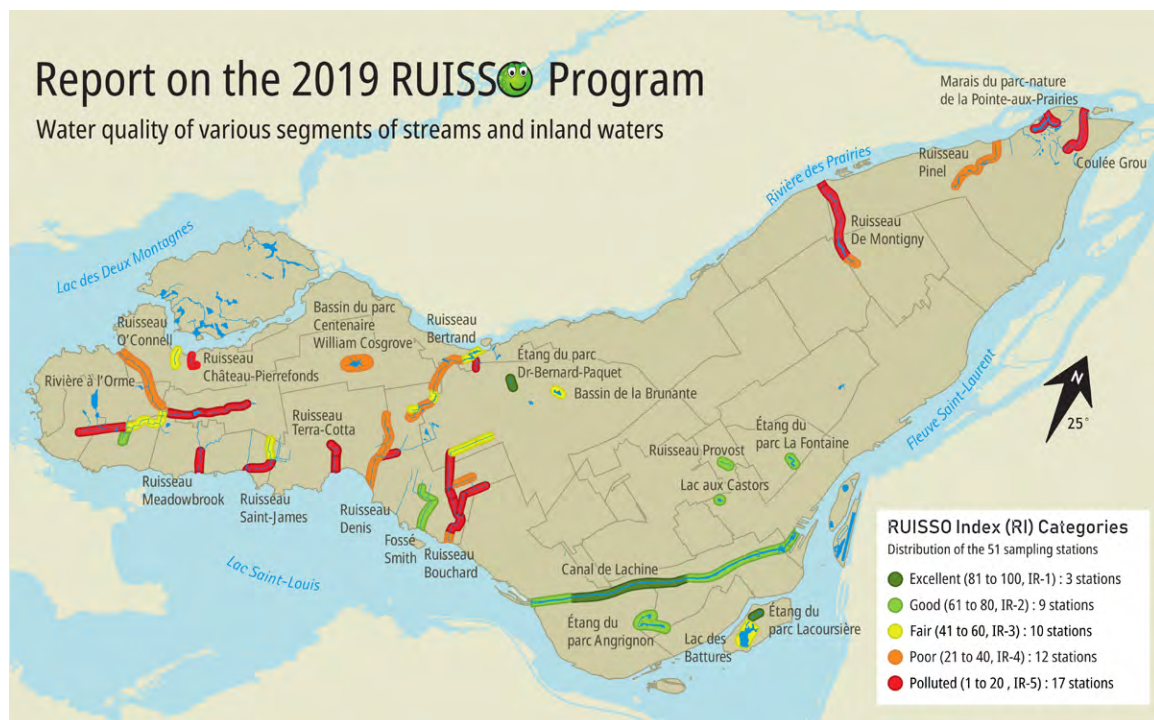 Report on the 2019 RUISSO Program
Water quality of various segments of streams and inland waters
Marais du parc-nature
de la Pointe-aux-Prairies
Rivière des Prairies
Ruisseau
Pinel
Coulée Grou
Ruisseau
De Montigny
Lac des Deux Montagnes
Ruisseau
O'Connell
Bassin du parc
Centenaire
William Cosgrove
Ruisseau
Bertrand
Ruisseau
Château-Pierrefonds
Étang du parc
Dr-Bernard-Paquet
Bassin de la Brunante
Rivière à l'Orme
Fleuve Saint-Laurent
N
25°
Ruisseau
Terra-Cotta
Étang du
parc La Fontaine
Ruisseau Provost
Lac aux Castors
Ruisseau
Meadowbrook
Ruisseau
Saint-James
Ruisseau
Denis
Fossé
Smith
Ruisseau
Bouchard
Lac Saint-Louis
Canal de Lachine
Étang du
parc Angrignon
Lac des
Battures
Étang du
parc Lacoursière
RUISSO Index (RI) Categories
Distribution of the 51 sampling stations
Excellent (81 to 100, IR-1) : 3 stations
Good (61 to 80, IR-2) : 9 stations
Fair (41 to 60, IR-3) : 10 stations
Poor (21 to 40, IR-4) : 12 stations
Polluted (1 to 20 , IR-5) : 17 stations